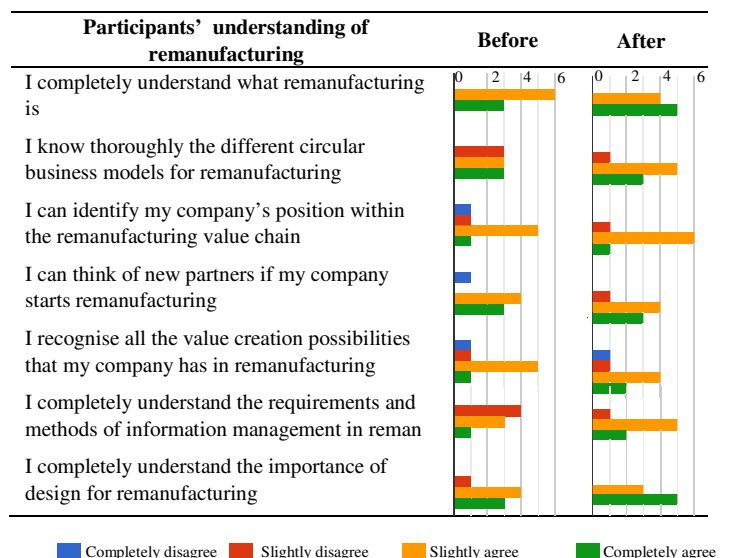 Participants’ understanding of
remanufacturing
Before
After
0 2 4 6
0 2 4 6
I completely understand what remanufacturing
is
I know thoroughly the different circular
business models for remanufacturing
I can identify my company’s position within
the remanufacturing value chain
I can think of new partners if my company
starts remanufacturing
I recognise all the value creation possibilities
that my company has in remanufacturing
I completely understand the requirements and
methods of information management in reman
I completely understand the importance of
design for remanufacturing
Completely disagree Slightly disagree Slightly agree Completely agree